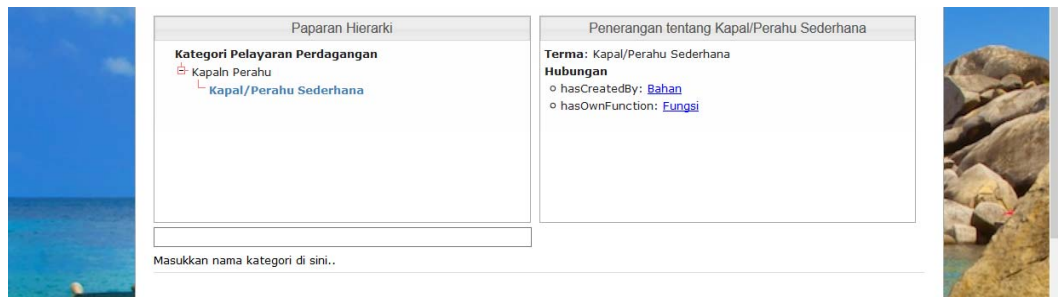 Paparan Hierarki
Kategori Pelayaran Perdagangan
Kapaln Perahu
Kapal/Perahu Sederhana
Penerangan tentang Kapal/Perahu Sederhana
Terma: Kapal/Perahu Sederhana
Hubungan
hasCreatedBy: Bahan
hasOwnFunction: Fungsi
Masukkan nama kategori di sini..